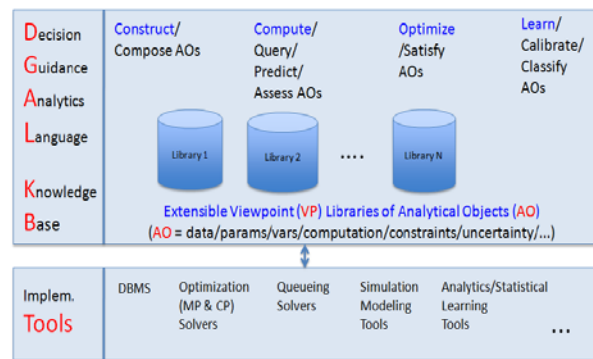 Decision
Guidance
Analytics
Language
Knowledge
Base
Construct/
Compose AOs
Compute/
Query/
Predict/
Assess AOs
Optimize
/Satisfy
AOs
Learn/
Calibrate/
Classify
AOs
Library 1
Library 2
....
Library N
Extensible Viewpoint (VP) Libraries of Analytical Objects (AO)
(AO = data/params/vars/computation/constraints/uncertainty/...)
Implem.
Tools
DBMS
Optimization
(MP & CP)
Solvers
Queueing
Solvers
Simulation
Modeling
Tools
Analytics/Statistical
Learning
Tools
...